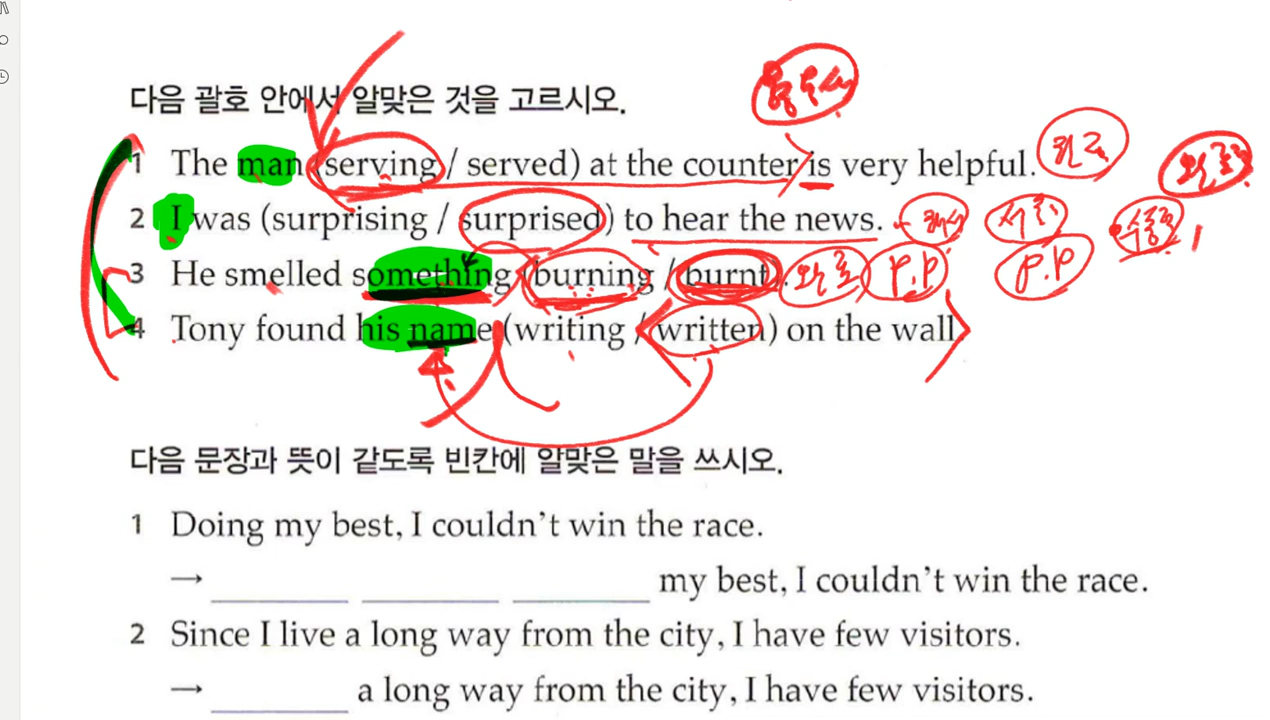 다음 괄호 안에서 알맞은 것을 고르시오.
1 The man (serving / served) at the counter is very helpful.
2 I was (surprising / surprised) to hear the news.
3 He smelled something (burning / burnt). 완료 P.P P.P
4 Tony found his name (writing / written) on the wall.
다음 문장과 뜻이 같도록 빈칸에 알맞은 말을 쓰시오.
1 Doing my best, I couldn't win the race.
→ my best, I couldn't win the race.
2 Since I live a long way from the city, I have few visitors.
→ a long way from the city, I have few visitors.